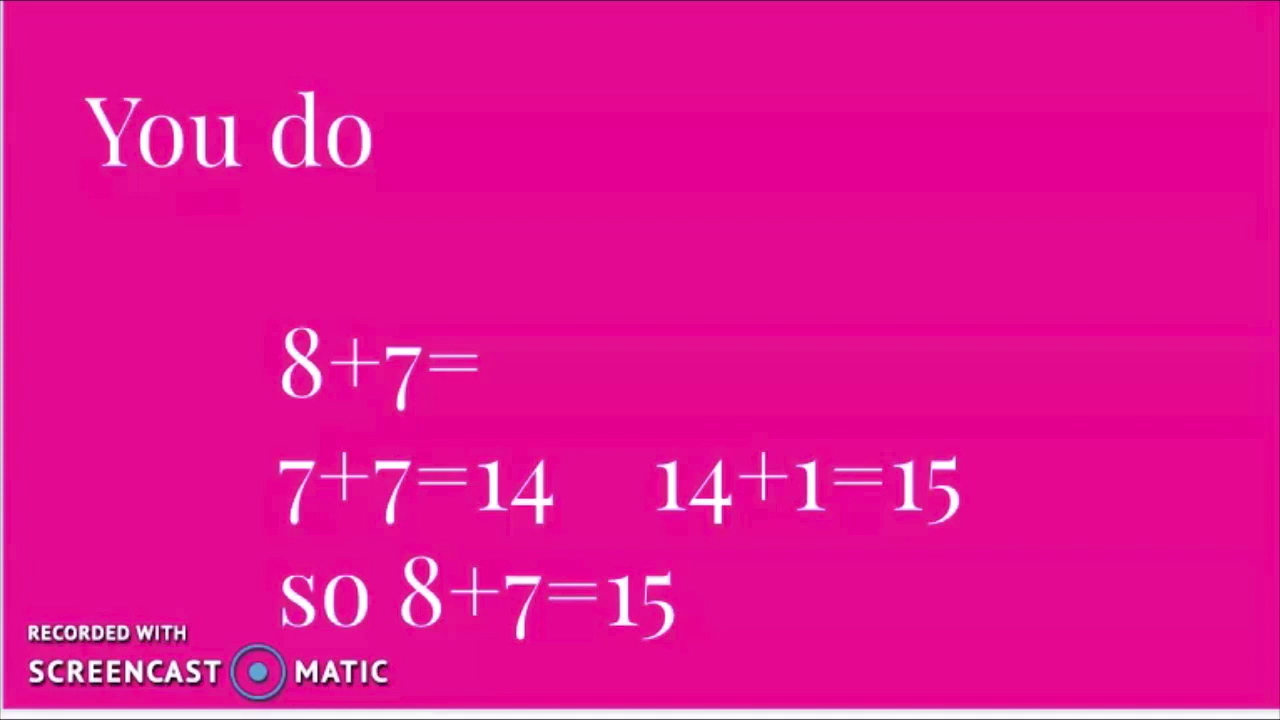 You do
8+7=
7+7=14 14+1=15
so 8+7=15
RECORDED WITH
SCREENCAST MATIC